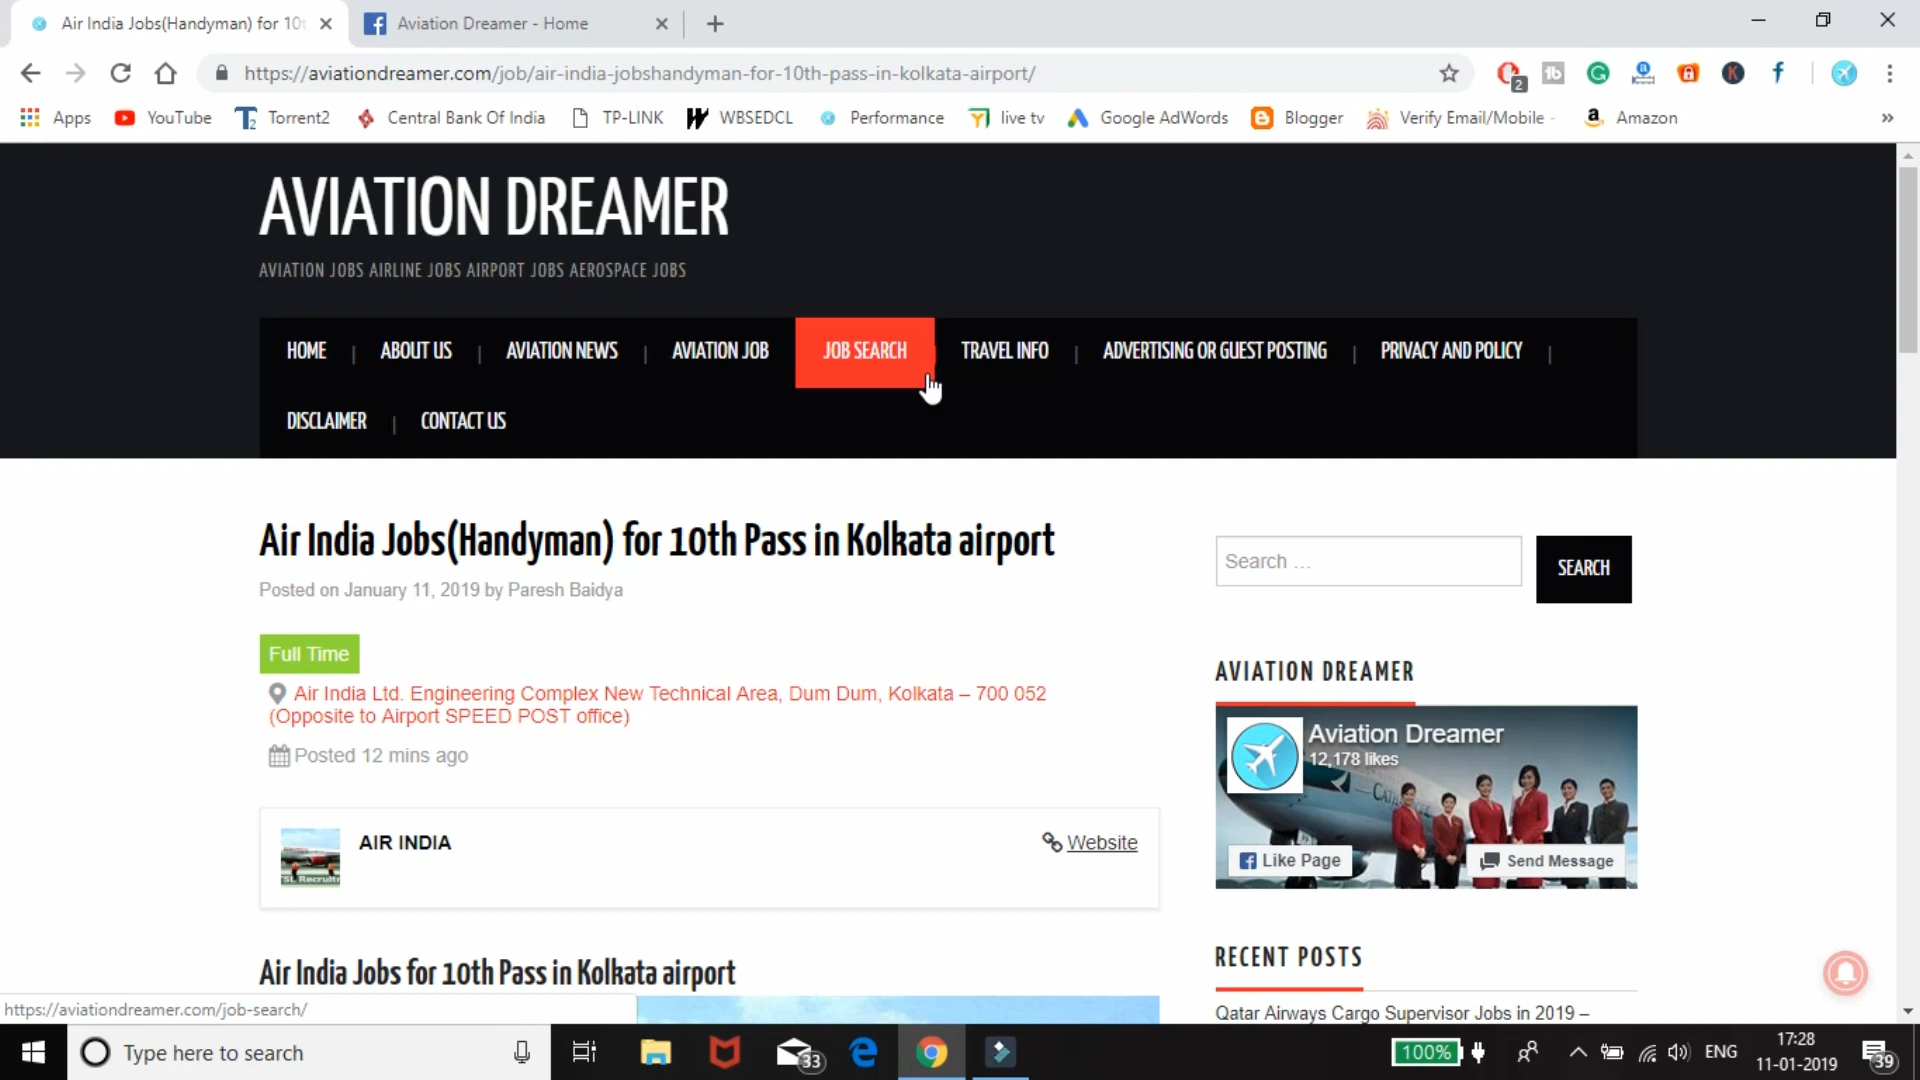 Air India Jobs(Handyman) for 10t
Aviation Dreamer - Home
https://aviationdreamer.com/job/air-india-jobshandyman-for-10th-pass-in-kolkata-airport/
2
Apps
YouTube
Torrent2
Central Bank Of India
TP-LINK
WBSEDCL
Performance
live tv
Google AdWords
Blogger
Verify Email/Mobile -
Amazon
»
AVIATION DREAMER
AVIATION JOBS AIRLINE JOBS AIRPORT JOBS AEROSPACE JOBS
HOME | ABOUT US | AVIATION NEWS | AVIATION JOB JOB SEARCH TRAVEL INFO | ADVERTISING OR GUEST POSTING | PRIVACY AND POLICY |
DISCLAIMER | CONTACT US
Air India Jobs(Handyman) for 10th Pass in Kolkata airport
Posted on January 11, 2019 by Paresh Baidya
Full Time
Air India Ltd. Engineering Complex New Technical Area, Dum Dum, Kolkata – 700 052
(Opposite to Airport SPEED POST office)
Posted 12 mins ago
AIR INDIA
Website
Air India Jobs for 10th Pass in Kolkata airport
Search …
SEARCH
AVIATION DREAMER
Aviation Dreamer
12,178 likes
Like Page
Send Message
RECENT POSTS
Qatar Airways Cargo Supervisor Jobs in 2019 –
https://aviationdreamer.com/job-search/
Type here to search
33
100%
ENG
17:28
11-01-2019
39